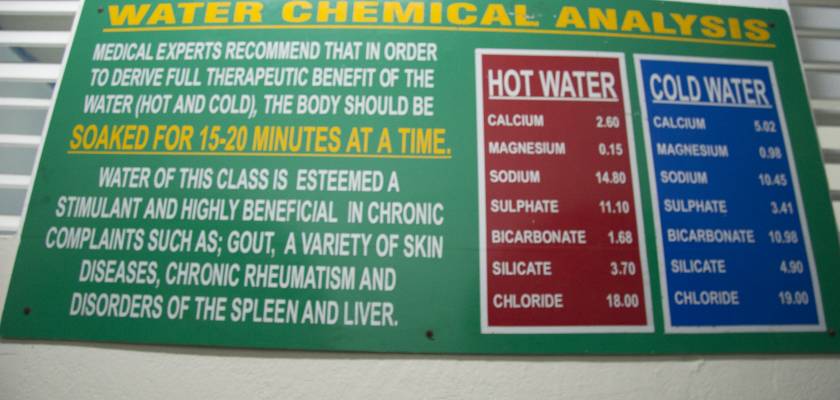 WATER CHEMICAL ANALYSIS
MEDICAL EXPERTS RECOMMEND THAT IN ORDER
TO DERIVE FULL THERAPEUTIC BENEFIT OF THE
WATER (HOT AND COLD), THE BODY SHOULD BE
SOAKED FOR 15-20 MINUTES AT A TIME.
WATER OF THIS CLASS IS ESTEEMED A
STIMULANT AND HIGHLY BENEFICIAL IN CHRONIC
COMPLAINTS SUCH AS; GOUT, A VARIETY OF SKIN
DISEASES, CHRONIC RHEUMATISM AND
DISORDERS OF THE SPLEEN AND LIVER.
HOT WATER
CALCIUM 2.60
MAGNESIUM 0.15
SODIUM 14.80
SULPHATE 11.10
BICARBONATE 1.68
SILICATE 3.70
CHLORIDE 18.00
COLD WATER
CALCIUM 5.02
MAGNESIUM 0.98
SODIUM 10.45
SULPHATE 3.41
BICARBONATE 10.98
SILICATE 4.90
CHLORIDE 19.00